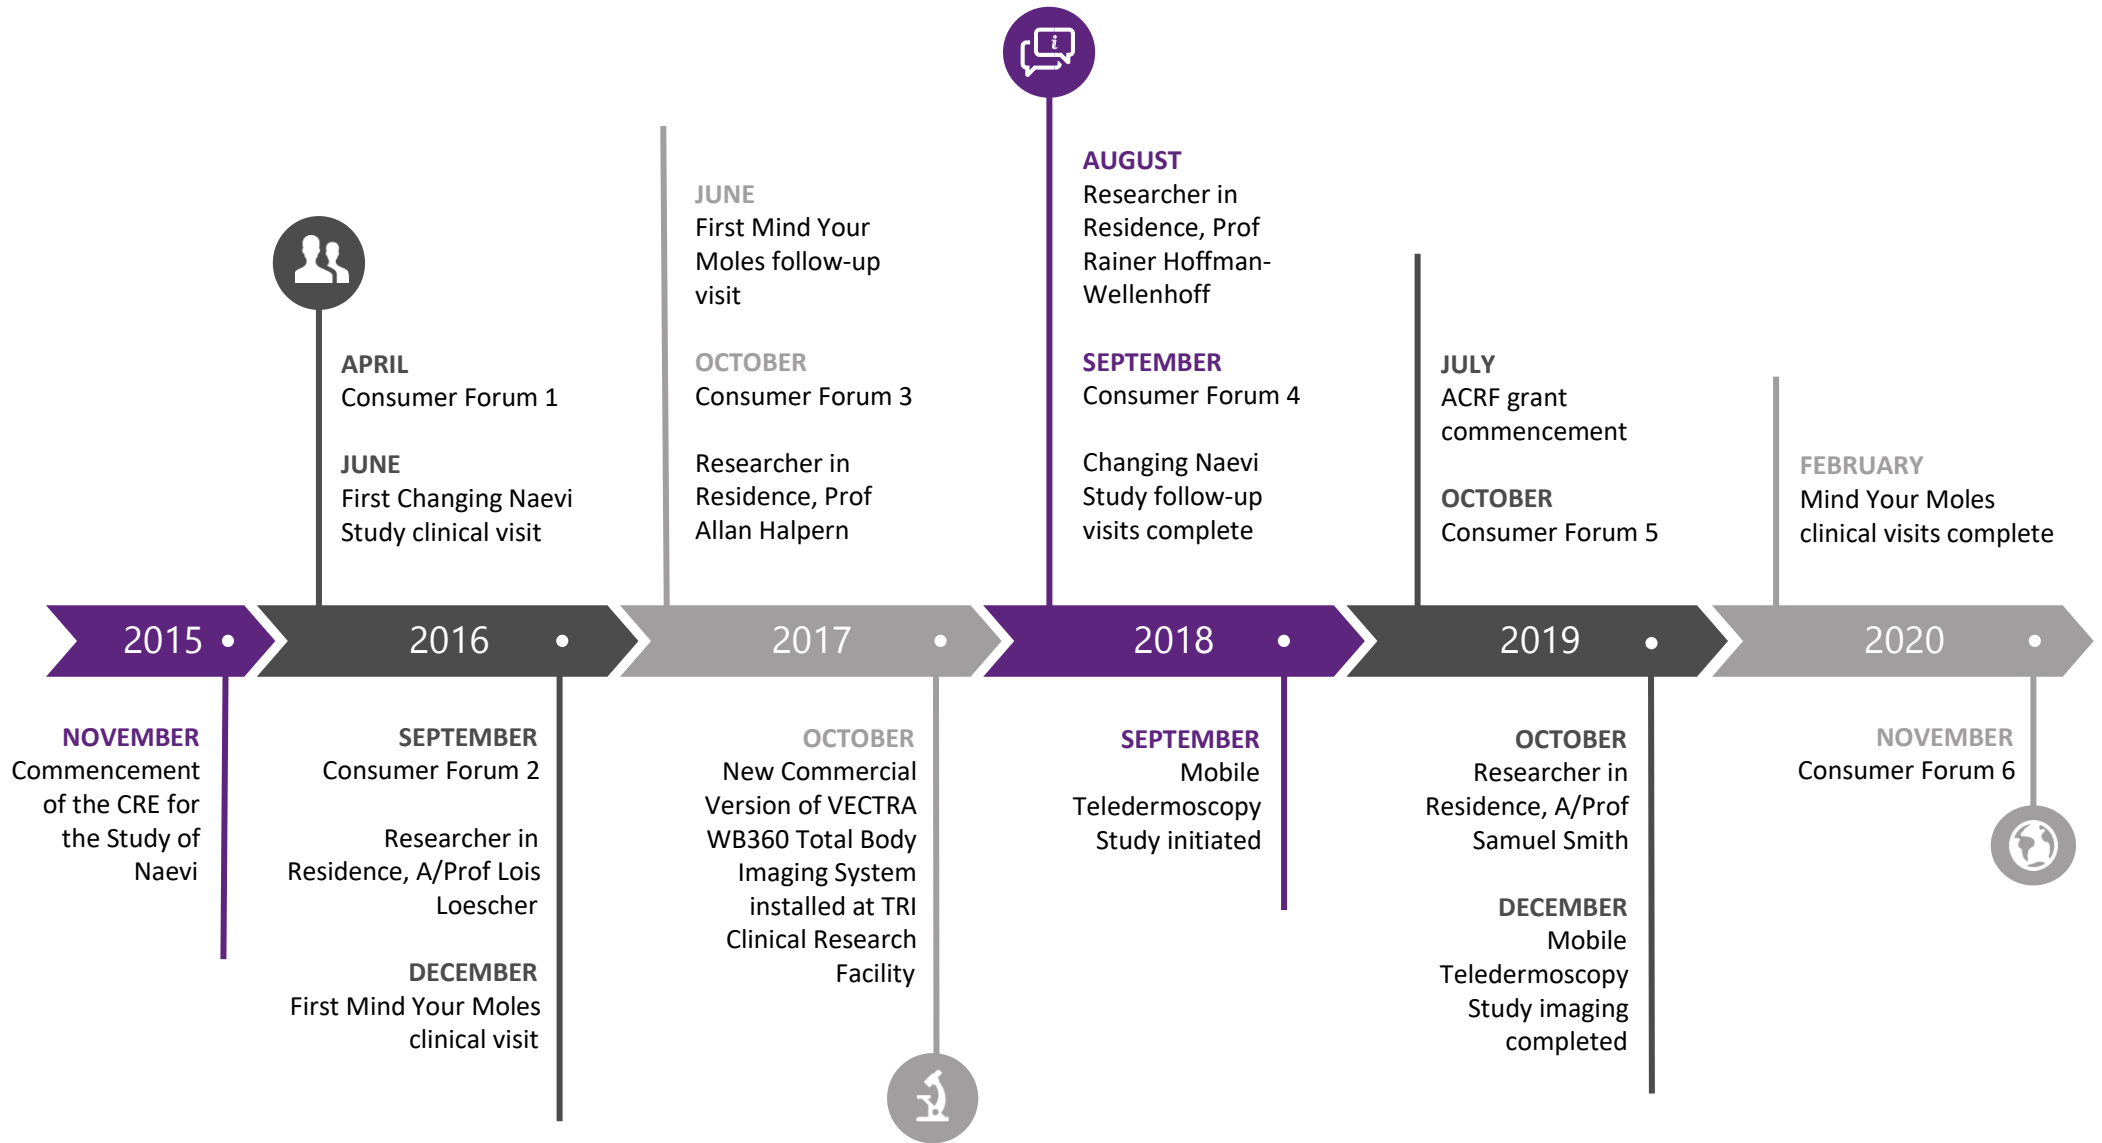 i
AUGUST
Researcher in
Residence, Prof
Rainer Hoffman-
Wellenhoff
SEPTEMBER
Consumer Forum 4
Changing Naevi
Study follow-up
visits complete
JUNE
First Mind Your
Moles follow-up
visit
OCTOBER
Consumer Forum 3
Researcher in
Residence, Prof
Allan Halpern
APRIL
Consumer Forum 1
JUNE
First Changing Naevi
Study clinical visit
JULY
ACRF grant
commencement
OCTOBER
Consumer Forum 5
FEBRUARY
Mind Your Moles
clinical visits complete
2015
2016
2017
2018
2019
2020
NOVEMBER
Commencement
of the CRE for
the Study of
Naevi
SEPTEMBER
Consumer Forum 2
Researcher in
Residence, A/Prof Lois
Loescher
DECEMBER
First Mind Your Moles
clinical visit
OCTOBER
New Commercial
Version of VECTRA
WB360 Total Body
Imaging System
installed at TRI
Clinical Research
Facility
SEPTEMBER
Mobile
Teledermoscopy
Study initiated
OCTOBER
Researcher in
Residence, A/Prof
Samuel Smith
DECEMBER
Mobile
Teledermoscopy
Study imaging
completed
NOVEMBER
Consumer Forum 6